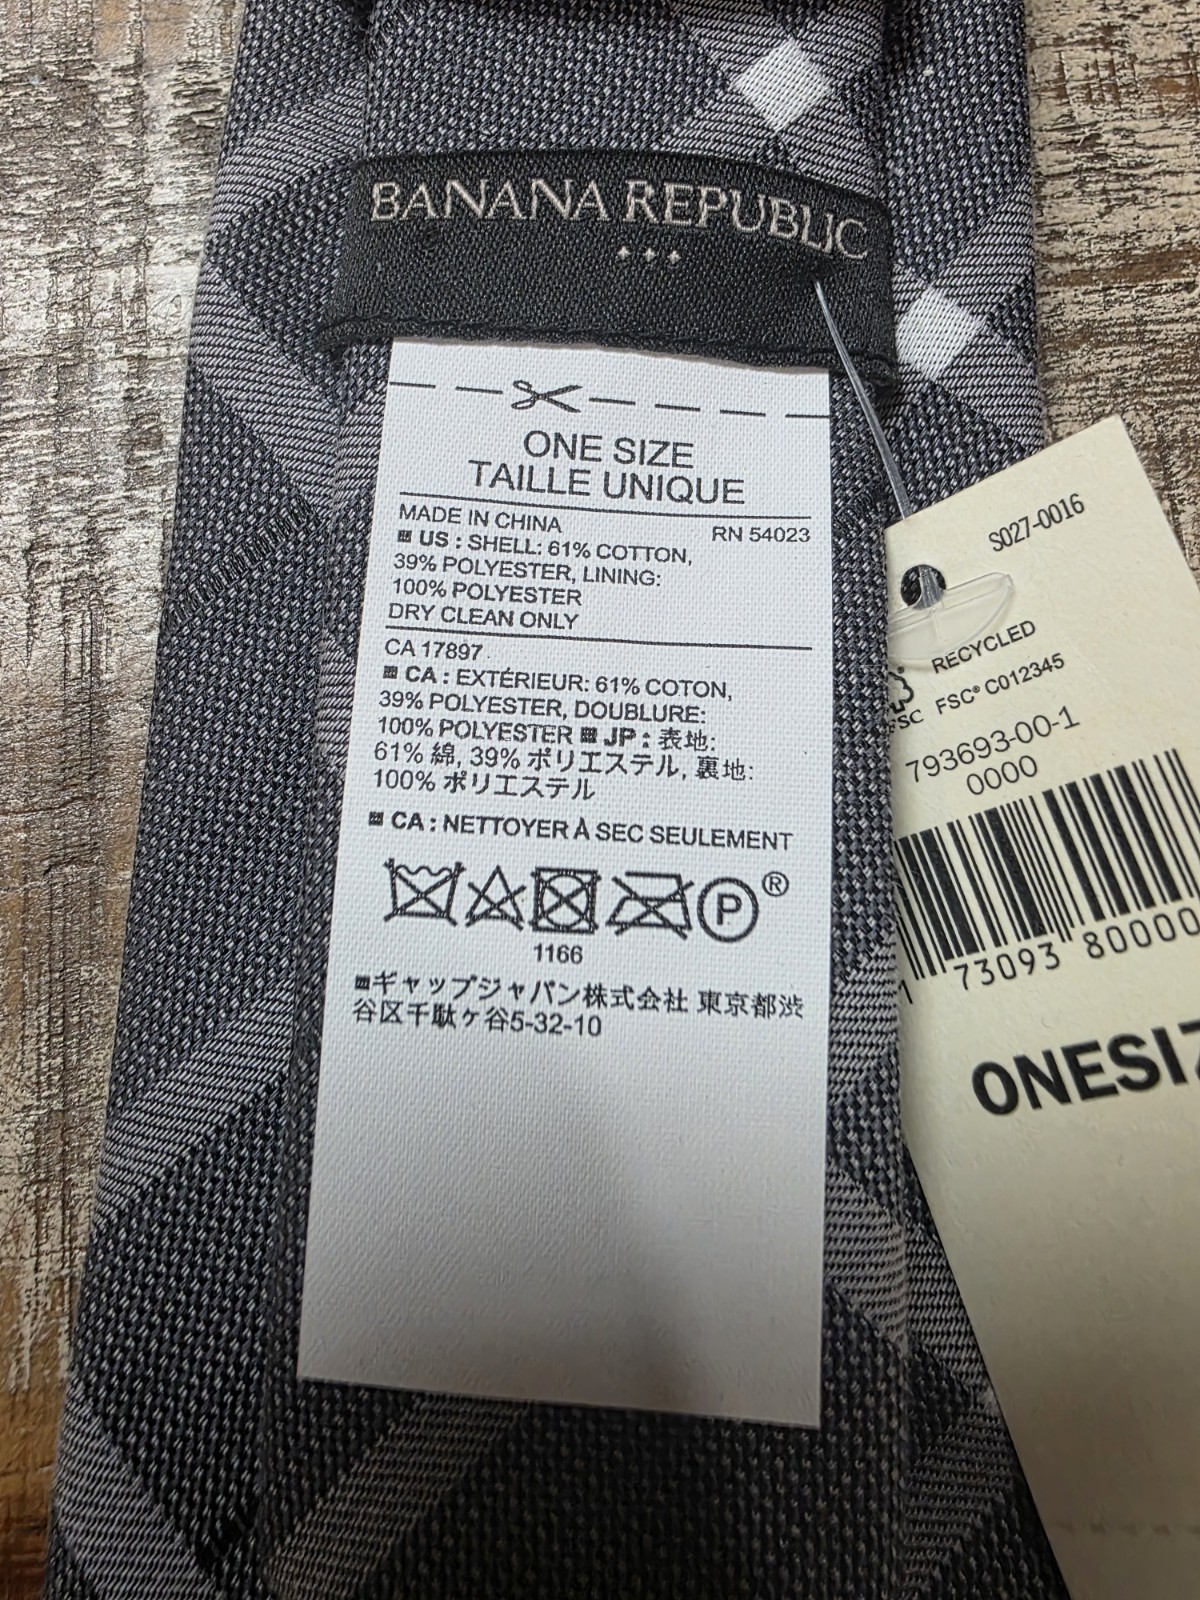 BANANA REPUBLIC
ONE SIZE
TAILLE UNIQUE
MADE IN CHINA
RN 54023
US : SHELL: 61% COTTON,
39% POLYESTER, LINING:
100% POLYESTER
DRY CLEAN ONLY
CA 17897
CA : EXTÉRIEUR: 61% COTON,
39% POLYESTER, DOUBLURE:
100% POLYESTER JP : 表地:
61% 綿, 39% ポリエステル, 裏地:
100% ポリエステル
CA : NETTOYER À SEC SEULEMENT
P ®
1166
ギャップジャパン株式会社 東京都渋
谷区千駄ケ谷5-32-10
S027-0016
RECYCLED
FSC FSC® C012345
793693-00-1
0000
1 73093 80000
ONESIZ